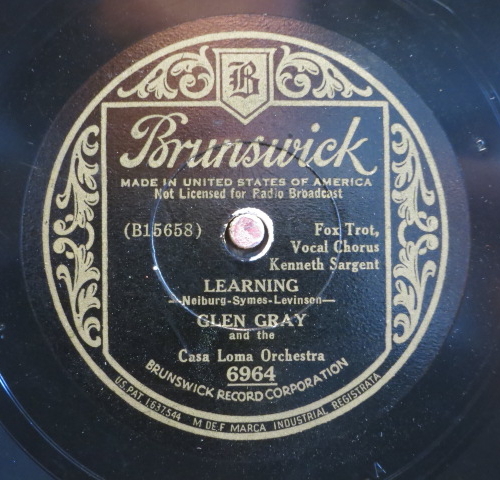 B
Brunswick
MADE IN UNITED STATES OF AMERICA
Not Licensed for Radio Broadcast
(B15658)
Fox Trot,
Vocal Chorus
Kenneth Sargent
LEARNING
—Neiburg-Symes-Levinson—
GLEN GRAY
and the
Casa Loma Orchestra
6964
BRUNSWICK RECORD CORPORATION
U.S. PAT. 1,637,544 M DE.F MARCA INDUSTRIAL REGISTRATA
A